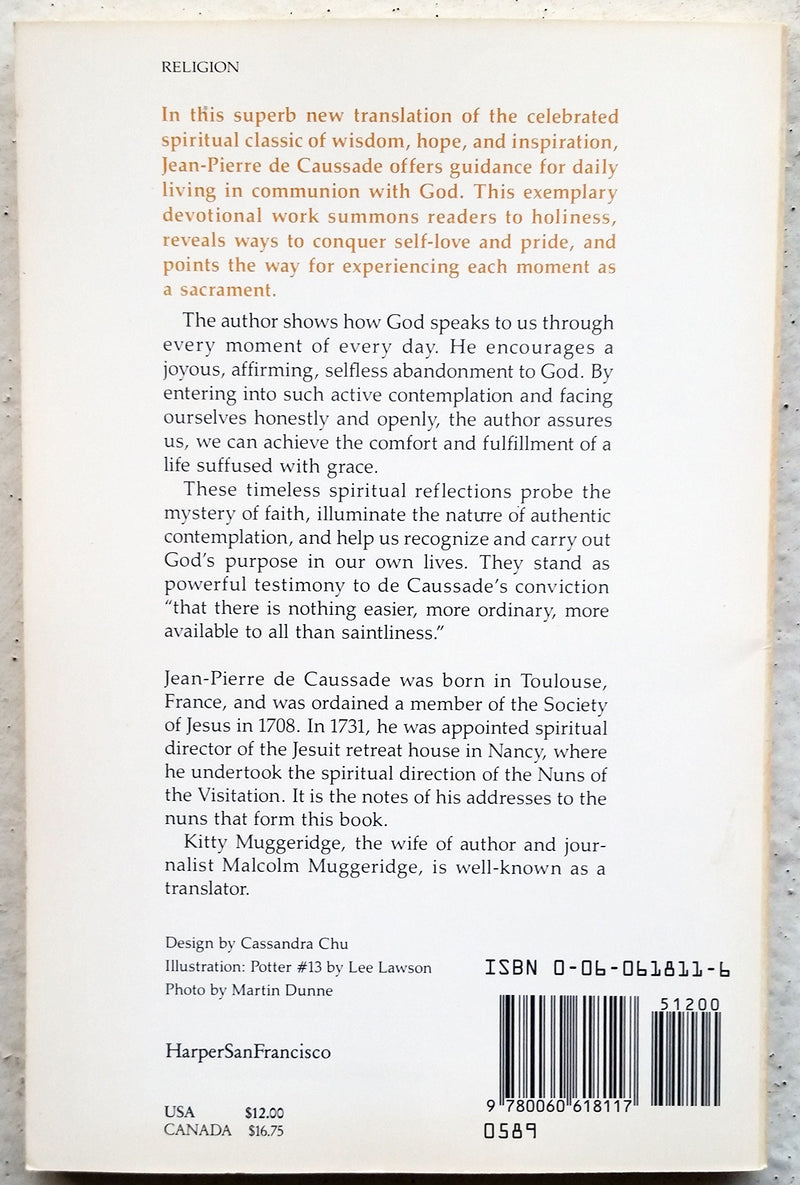 RELIGION
In this superb new translation of the celebrated
spiritual classic of wisdom, hope, and inspiration,
Jean-Pierre de Caussade offers guidance for daily
living in communion with God. This exemplary
devotional work summons readers to holiness,
reveals ways to conquer self-love and pride, and
points the way for experiencing each moment as
a sacrament.
The author shows how God speaks to us through
every moment of every day. He encourages a
joyous, affirming, selfless abandonment to God. By
entering into such active contemplation and facing
ourselves honestly and openly, the author assures
us, we can achieve the comfort and fulfillment of a
life suffused with grace.
These timeless spiritual reflections probe the
mystery of faith, illuminate the nature of authentic
contemplation, and help us recognize and carry out
God's purpose in our own lives. They stand as
powerful testimony to de Caussade's conviction
"that there is nothing easier, more ordinary, more
available to all than saintliness."
Jean-Pierre de Caussade was born in Toulouse,
France, and was ordained a member of the Society
of Jesus in 1708. In 1731, he was appointed spiritual
director of the Jesuit retreat house in Nancy, where
he undertook the spiritual direction of the Nuns of
the Visitation. It is the notes of his addresses to the
nuns that form this book.
Kitty Muggeridge, the wife of author and jour-
nalist Malcolm Muggeridge, is well-known as a
translator.
Design by Cassandra Chu
Illustration: Potter #13 by Lee Lawson
Photo by Martin Dunne
HarperSanFrancisco
USA $12.00
CANADA $16.75
ISBN 0-06-061811-6
51200
9 780060 618117
0589